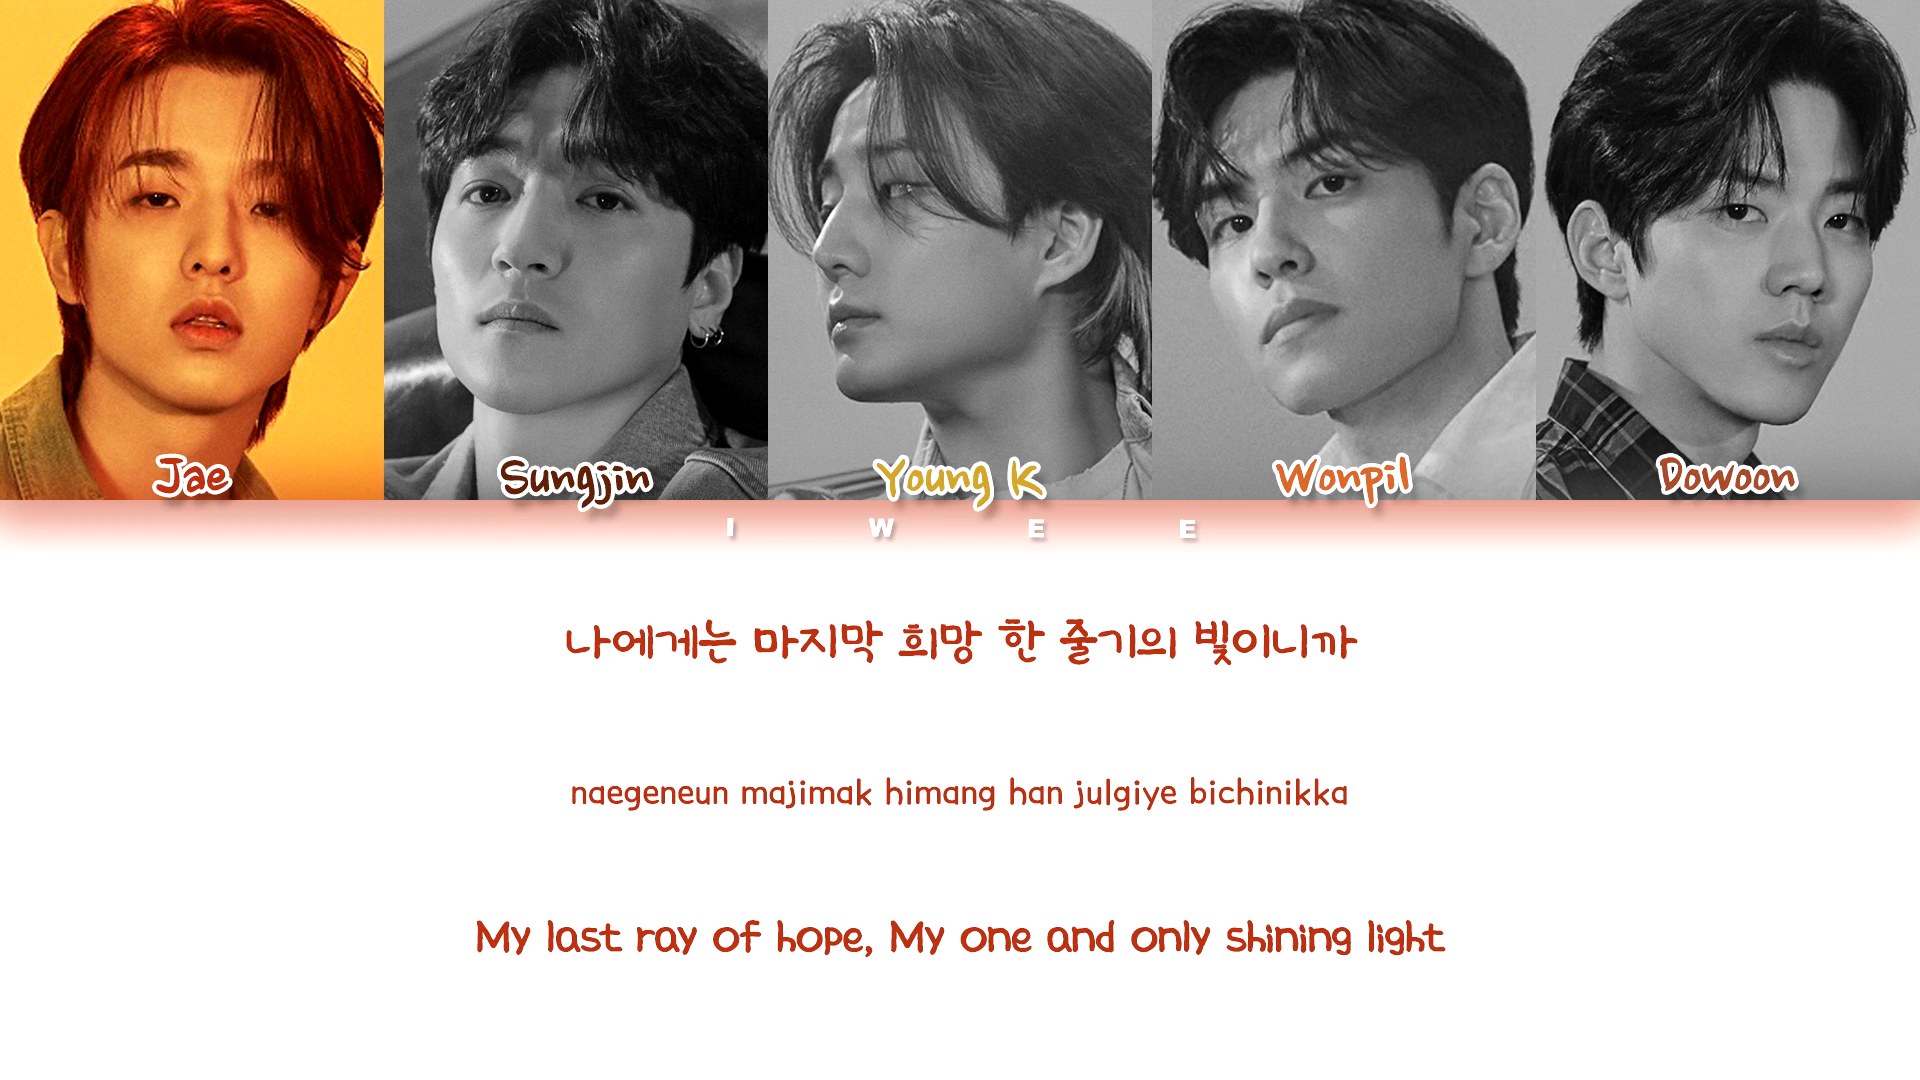 Jae Sungjin Young K Wonpil Dowoon
I W E E
나에게는 마지막 희망 한 줄기의 빛이니까
naegeneun majimak himang han julgiye bichinikka
My last ray of hope, My one and only shining light